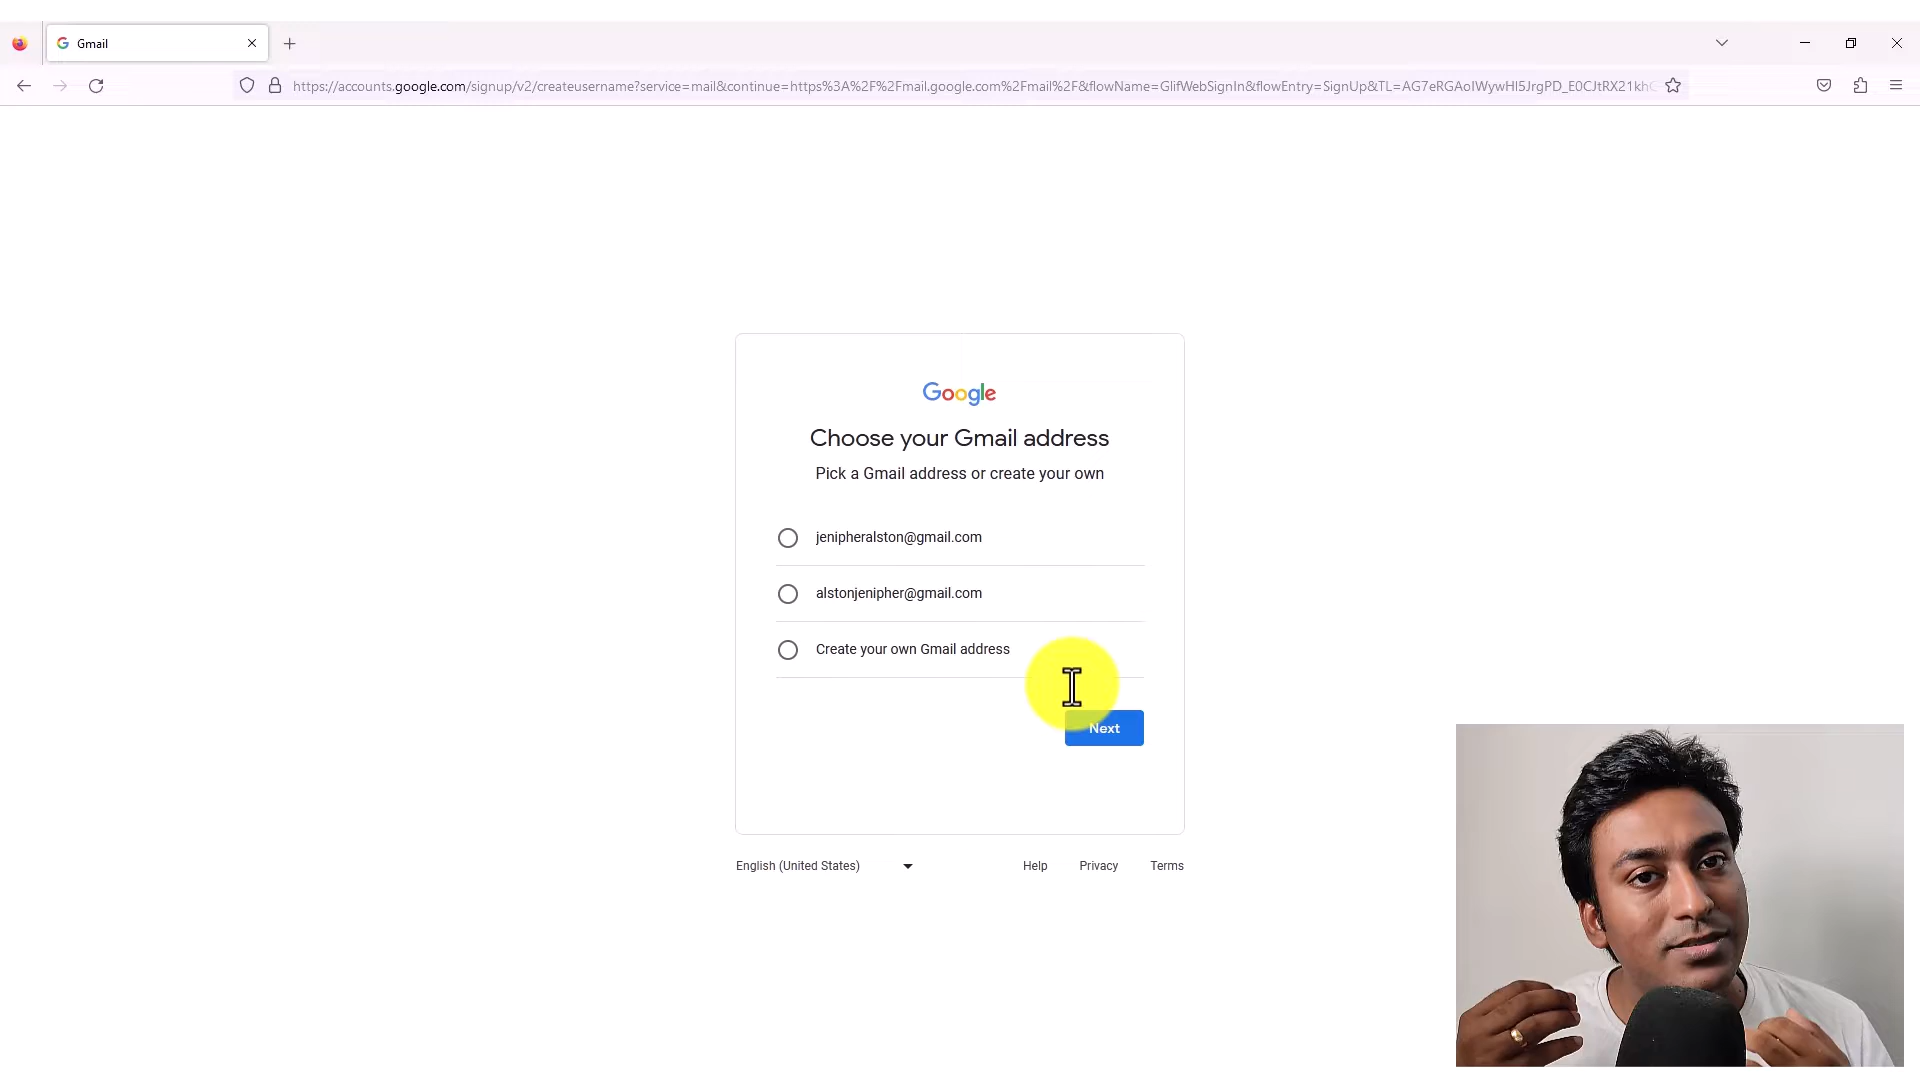 Gmail
https://accounts.google.com/signup/v2/createusername?service=mail&continue=https%3A%2F%2Fmail.google.com%2Fmail%2F&flowName=GlifWebSignIn&flowEntry=SignUp&TL=AG7eRGAoIWywHI5JrgPD_E0CJtRX21kh
Google
Choose your Gmail address
Pick a Gmail address or create your own
jenipheralston@gmail.com
alstonjenipher@gmail.com
Create your own Gmail address
Next
English (United States)
Help Privacy Terms